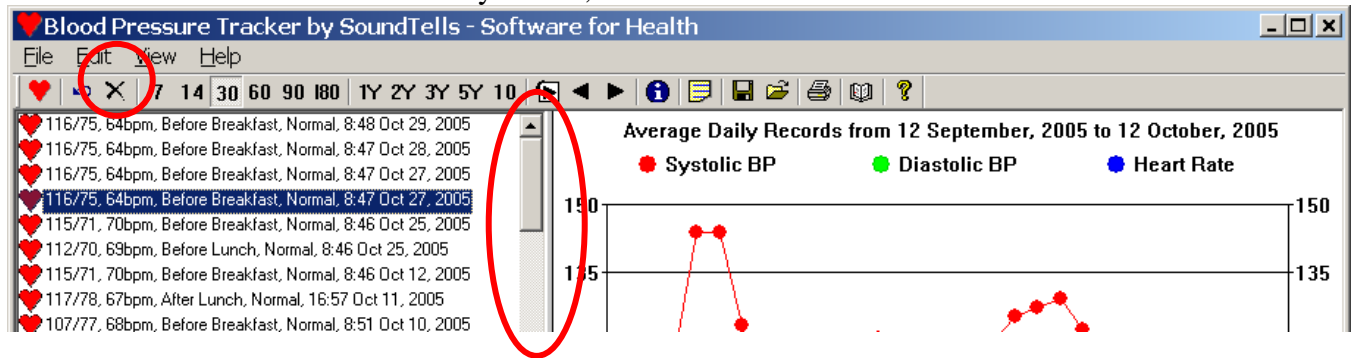 Blood Pressure Tracker by SoundTells - Software for Health
File Edit View Help
7 14 30 60 90 180 1Y 2Y 3Y 5Y 10
116/75, 64bpm, Before Breakfast, Normal, 8:48 Oct 29, 2005
116/75, 64bpm, Before Breakfast, Normal, 8:47 Oct 28, 2005
116/75, 64bpm, Before Breakfast, Normal, 8:47 Oct 27, 2005
116/75, 64bpm, Before Breakfast, Normal, 8:47 Oct 27, 2005
115/71, 70bpm, Before Breakfast, Normal, 8:46 Oct 25, 2005
112/70, 69bpm, Before Lunch, Normal, 8:46 Oct 25, 2005
115/71, 70bpm, Before Breakfast, Normal, 8:46 Oct 12, 2005
117/78, 67bpm, After Lunch, Normal, 16:57 Oct 11, 2005
107/77, 68bpm, Before Breakfast, Normal, 8:51 Oct 10, 2005
Average Daily Records from 12 September, 2005 to 12 October, 2005
Systolic BP Diastolic BP Heart Rate
150 150
135 135